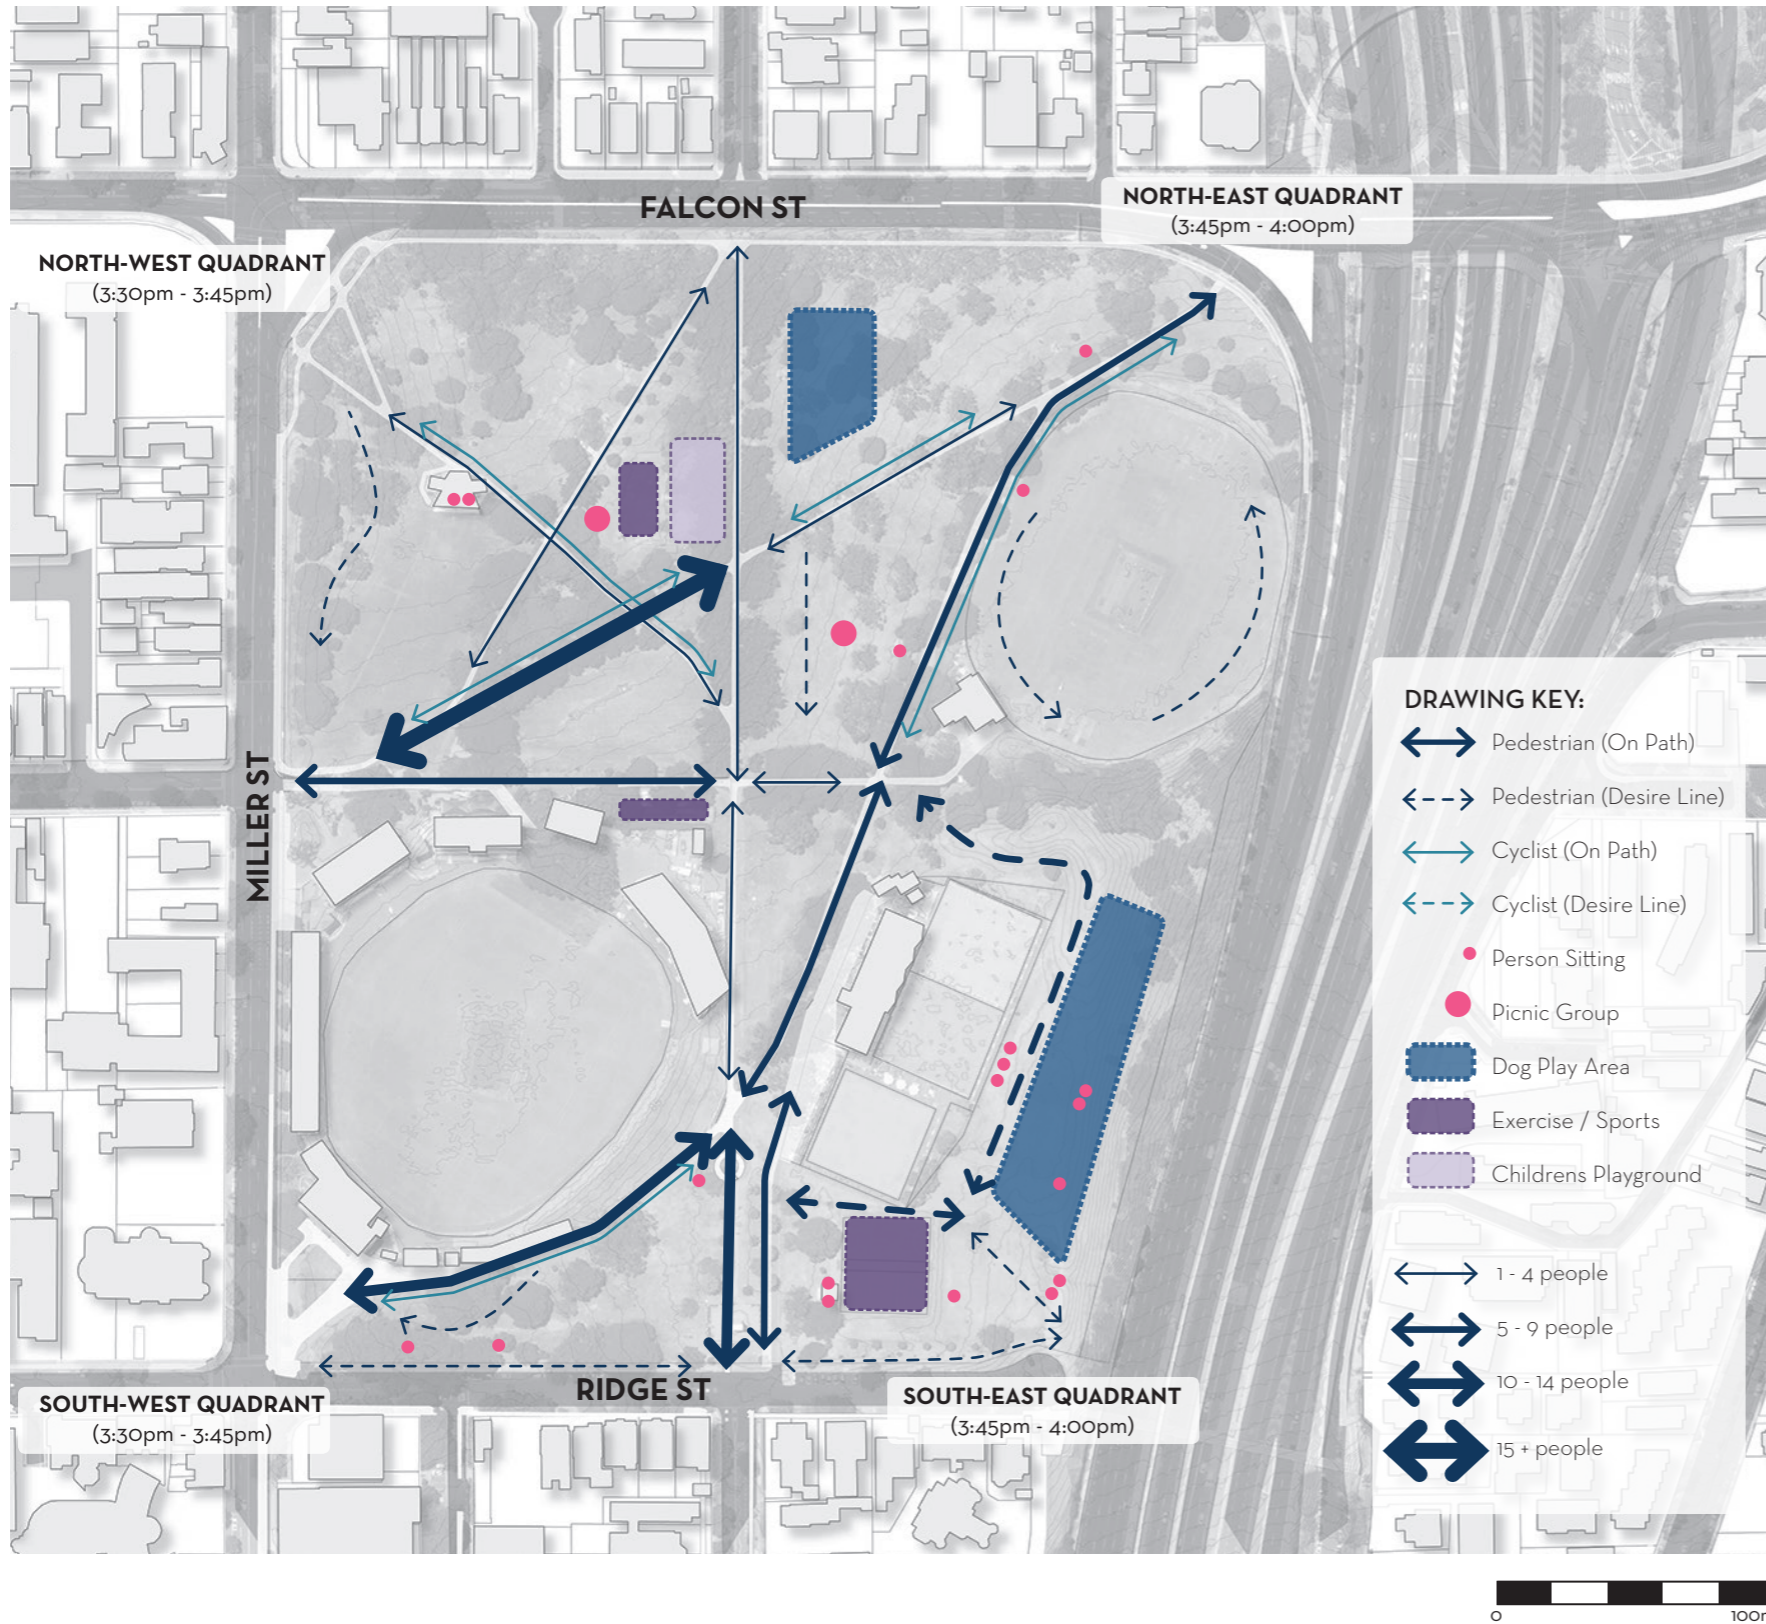 FALCON ST
NORTH-EAST QUADRANT
(3:45pm - 4:00pm)
NORTH-WEST QUADRANT
(3:30pm - 3:45pm)
MILLER ST
DRAWING KEY:
Pedestrian (On Path)
Pedestrian (Desire Line)
Cyclist (On Path)
Cyclist (Desire Line)
Person Sitting
Picnic Group
Dog Play Area
Exercise / Sports
Childrens Playground
1 - 4 people
5 - 9 people
10 - 14 people
15 + people
RIDGE ST
SOUTH-WEST QUADRANT
(3:30pm - 3:45pm)
SOUTH-EAST QUADRANT
(3:45pm - 4:00pm)
0